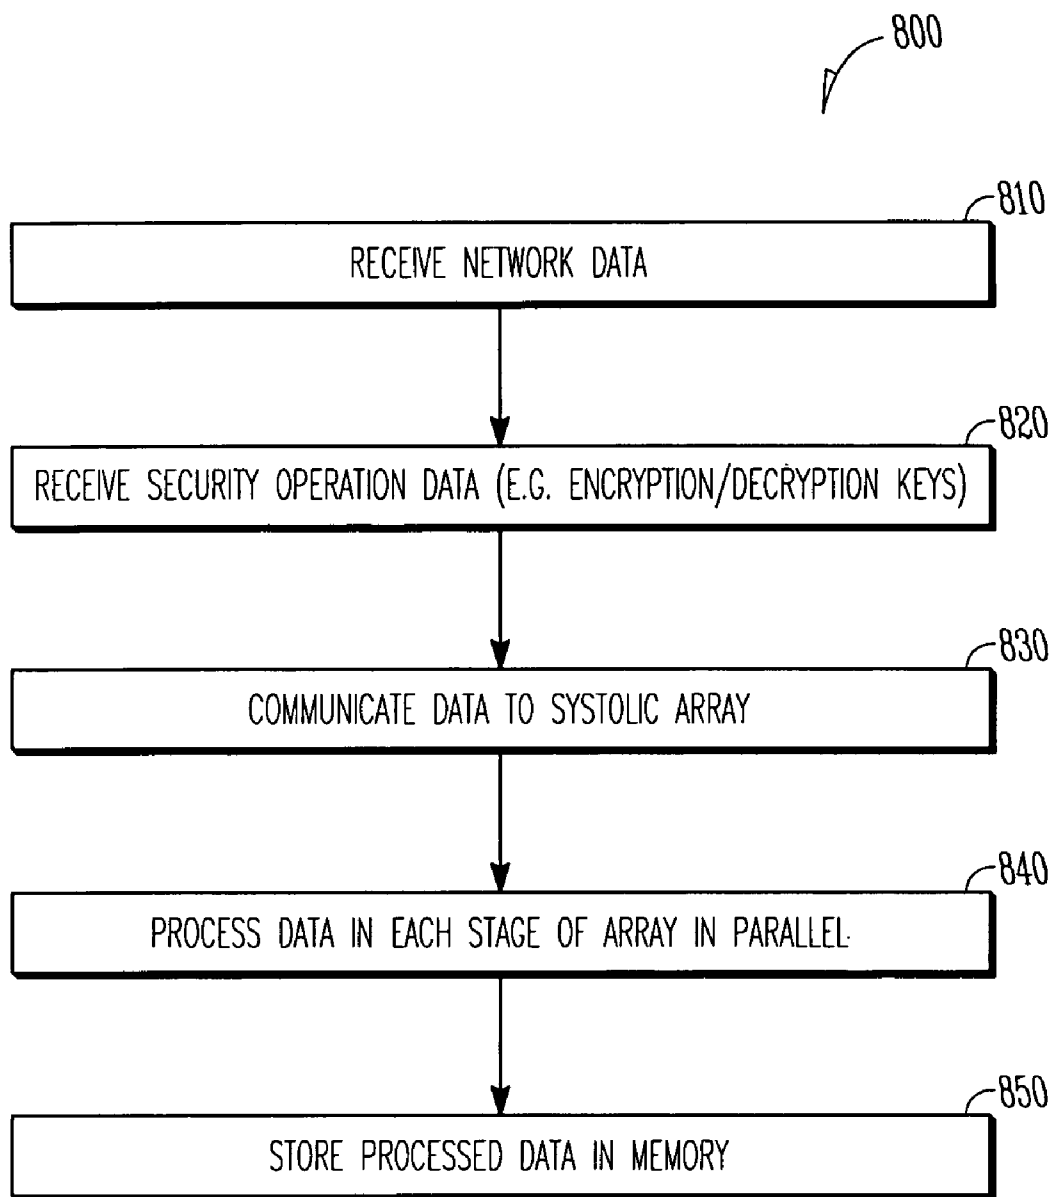 800
810
RECEIVE NETWORK DATA
820
RECEIVE SECURITY OPERATION DATA (E.G. ENCRYPTION/DECRYPTION KEYS)
830
COMMUNICATE DATA TO SYSTOLIC ARRAY
840
PROCESS DATA IN EACH STAGE OF ARRAY IN PARALLEL
850
STORE PROCESSED DATA IN MEMORY